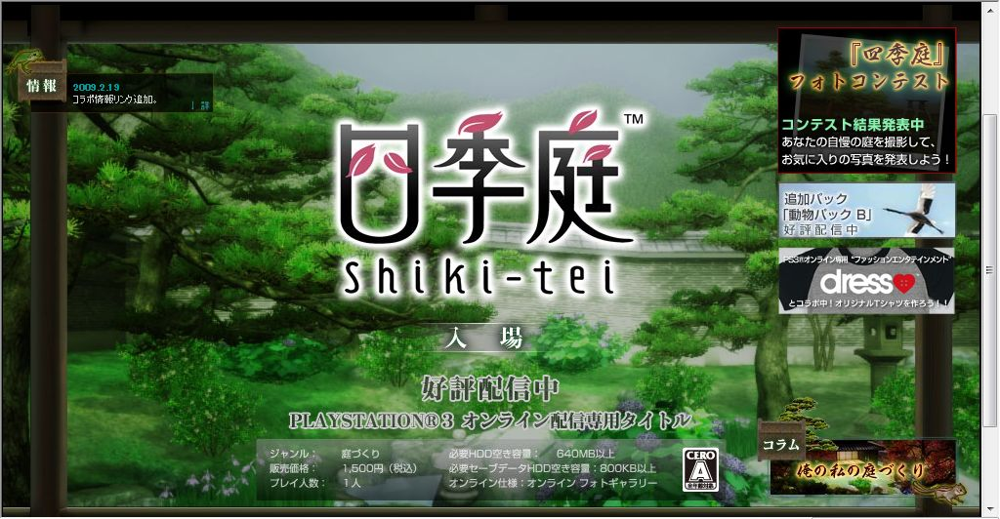 情報
2009.2.19
コラボ情報リンク追加。
四季庭 TM
shiki-tei
入場
好評配信中
PLAYSTATION®3 オンライン配信専用タイトル
ジャンル： 庭づくり
販売価格： 1,500円（税込）
プレイ人数： 1人
必要HDD空き容量： 640MB以上
必要セーブデータHDD空き容量：800KB以上
オンライン仕様：オンライン フォトギャラリー
CERO
A
全年齢対象
『四季庭』
フォトコンテスト
コンテスト結果発表中
あなたの自慢の庭を撮影して、
お気に入りの写真を発表しよう！
追加パック
「動物パック B」
好評配信中
PS3®オンライン専用 "ファッションエンタテインメント"
dress
とコラボ中！オリジナルTシャツを作ろう！！
コラム
俺の私の庭づくり